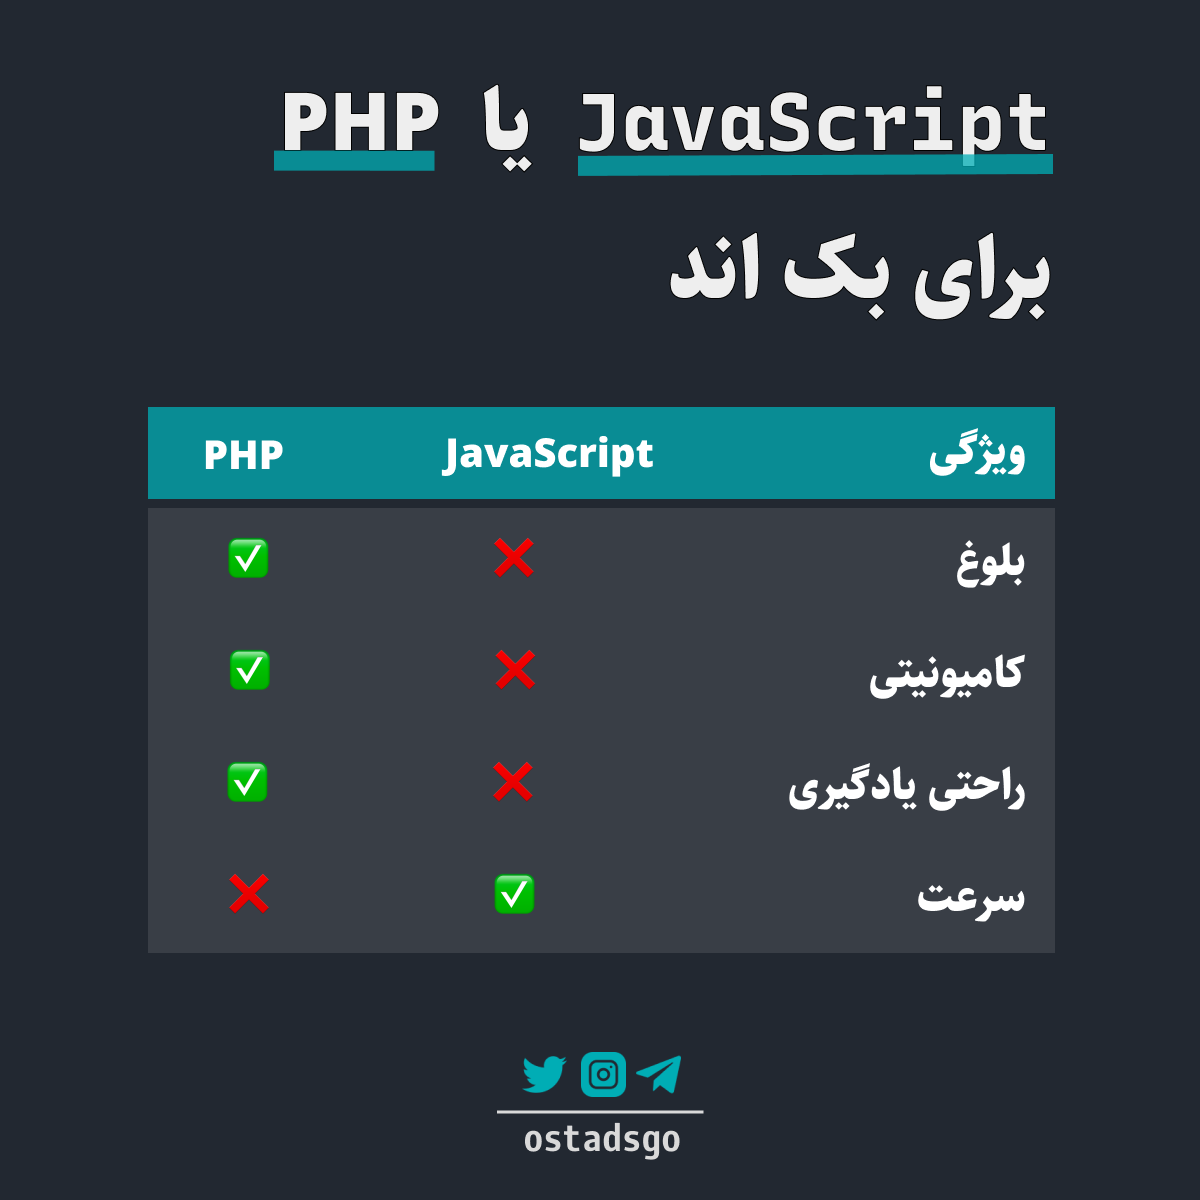 JavaScript یا PHP
برای بک اند
ویژگی JavaScript PHP
بلوغ ❌ ✅
کامیونیتی ❌ ✅
راحتی یادگیری ❌ ✅
سرعت ✅ ❌
ostadsgo